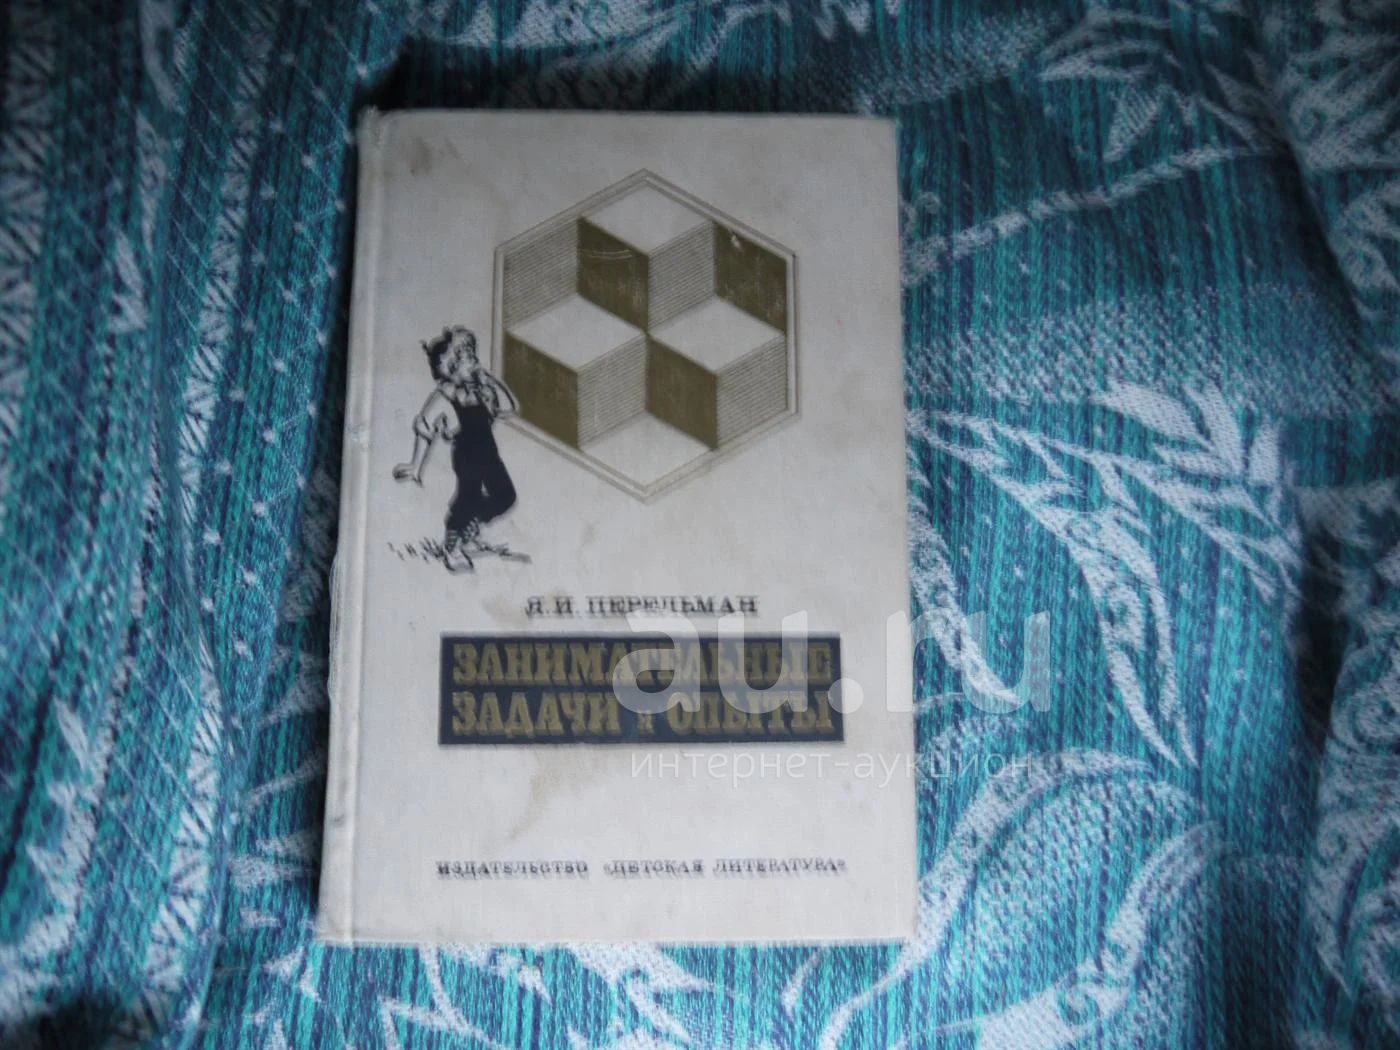 Я. И. ПЕРЕЛЬМАН
ЗАНИМАТЕЛЬНЫЕ
ЗАДАЧИ и ОПЫТЫ
au.ru
интернет-аукцион
ИЗДАТЕЛЬСТВО «ДЕТСКАЯ ЛИТЕРАТУРА»